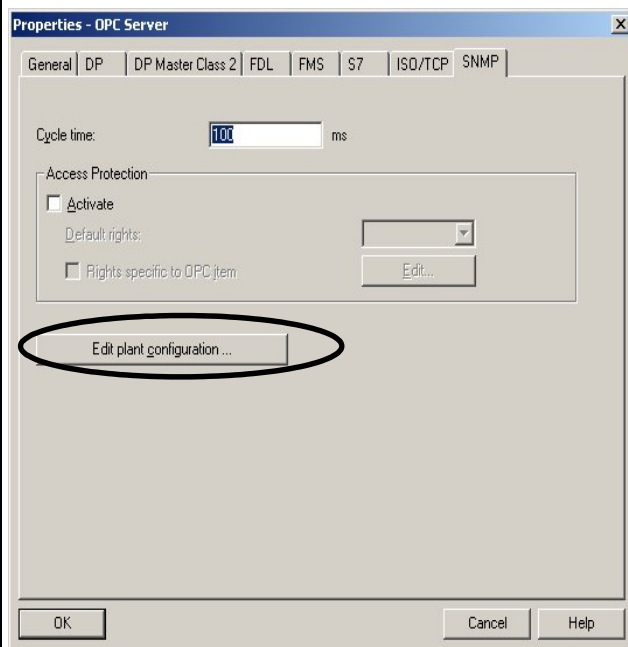 Properties - OPC Server
General DP DP Master Class 2 FDL FMS S7 ISO/TCP SNMP
Cycle time: 100 ms
Access Protection
Activate
Default rights:
Rights specific to OPC item Edit...
Edit plant configuration ...
OK Cancel Help